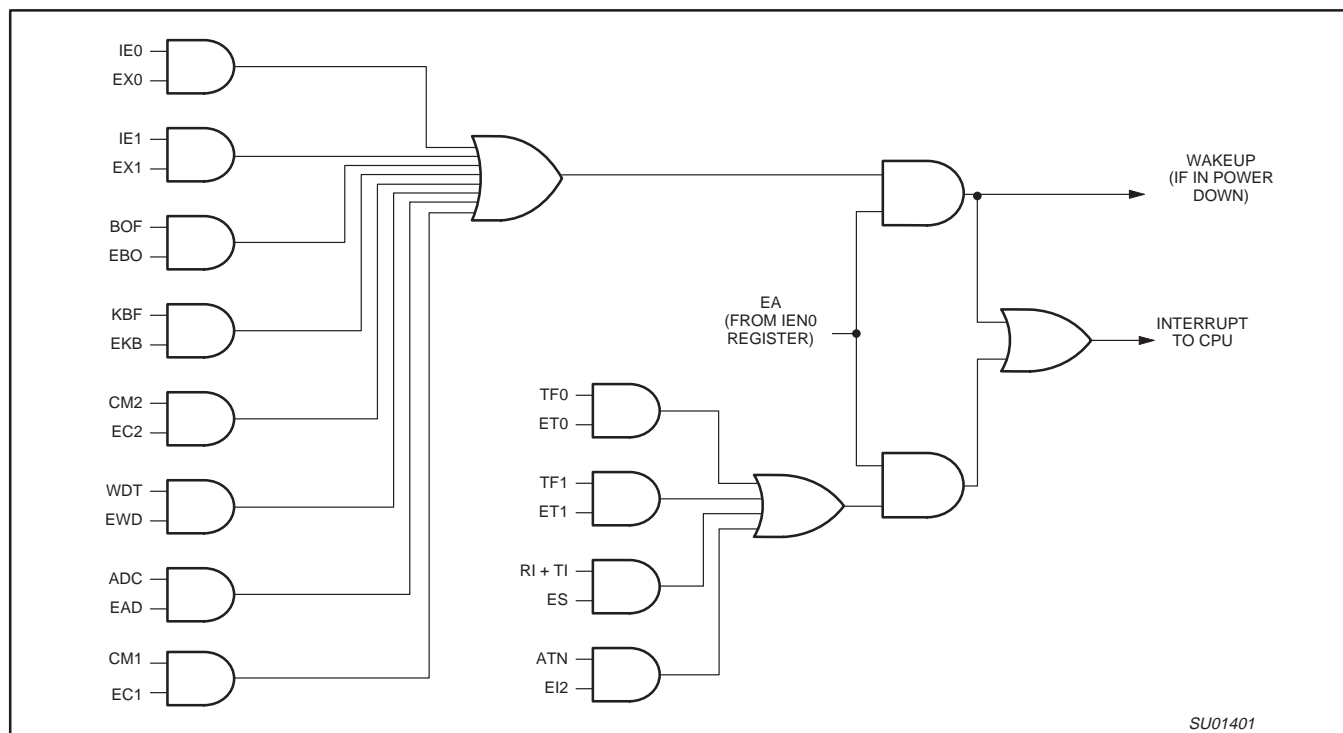 IE0
EX0
IE1
EX1
BOF
EBO
KBF
EKB
CM2
EC2
WDT
EWD
ADC
EAD
CM1
EC1
EA
(FROM IEN0
REGISTER)
TF0
ET0
TF1
ET1
RI + TI
ES
ATN
EI2
WAKEUP
(IF IN POWER
DOWN)
INTERRUPT
TO CPU
SU01401